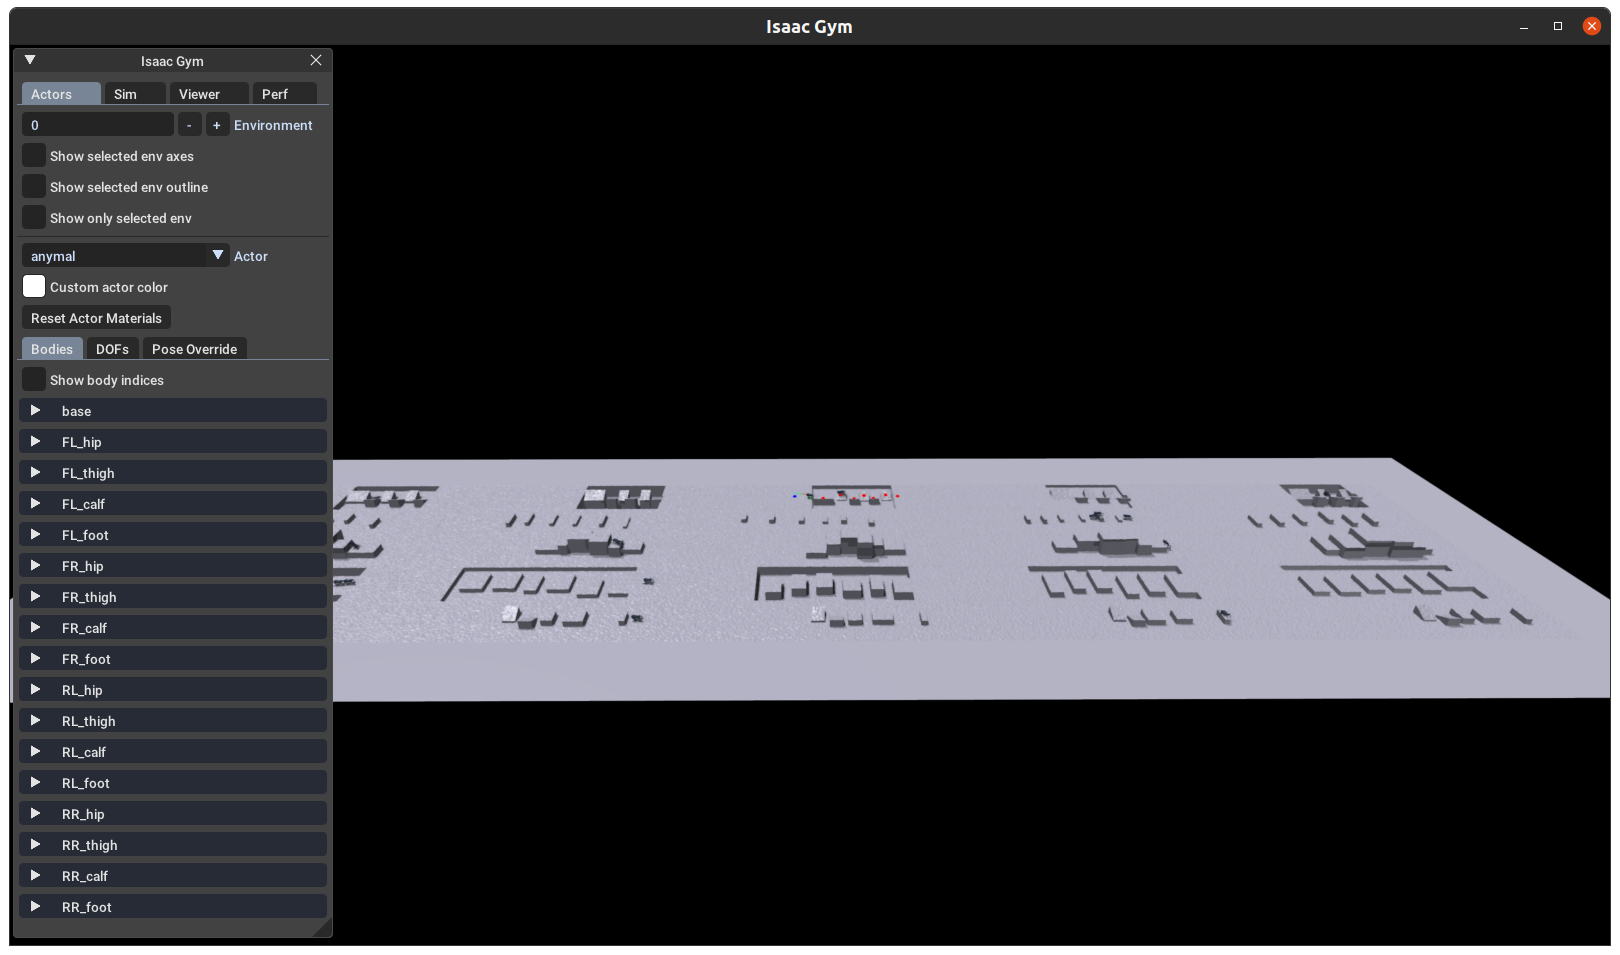 Isaac Gym
Isaac Gym
Actors Sim Viewer Perf
0 - + Environment
Show selected env axes
Show selected env outline
Show only selected env
anymal Actor
Custom actor color
Reset Actor Materials
Bodies DOFs Pose Override
Show body indices
base
FL_hip
FL_thigh
FL_calf
FL_foot
FR_hip
FR_thigh
FR_calf
FR_foot
RL_hip
RL_thigh
RL_calf
RL_foot
RR_hip
RR_thigh
RR_calf
RR_foot